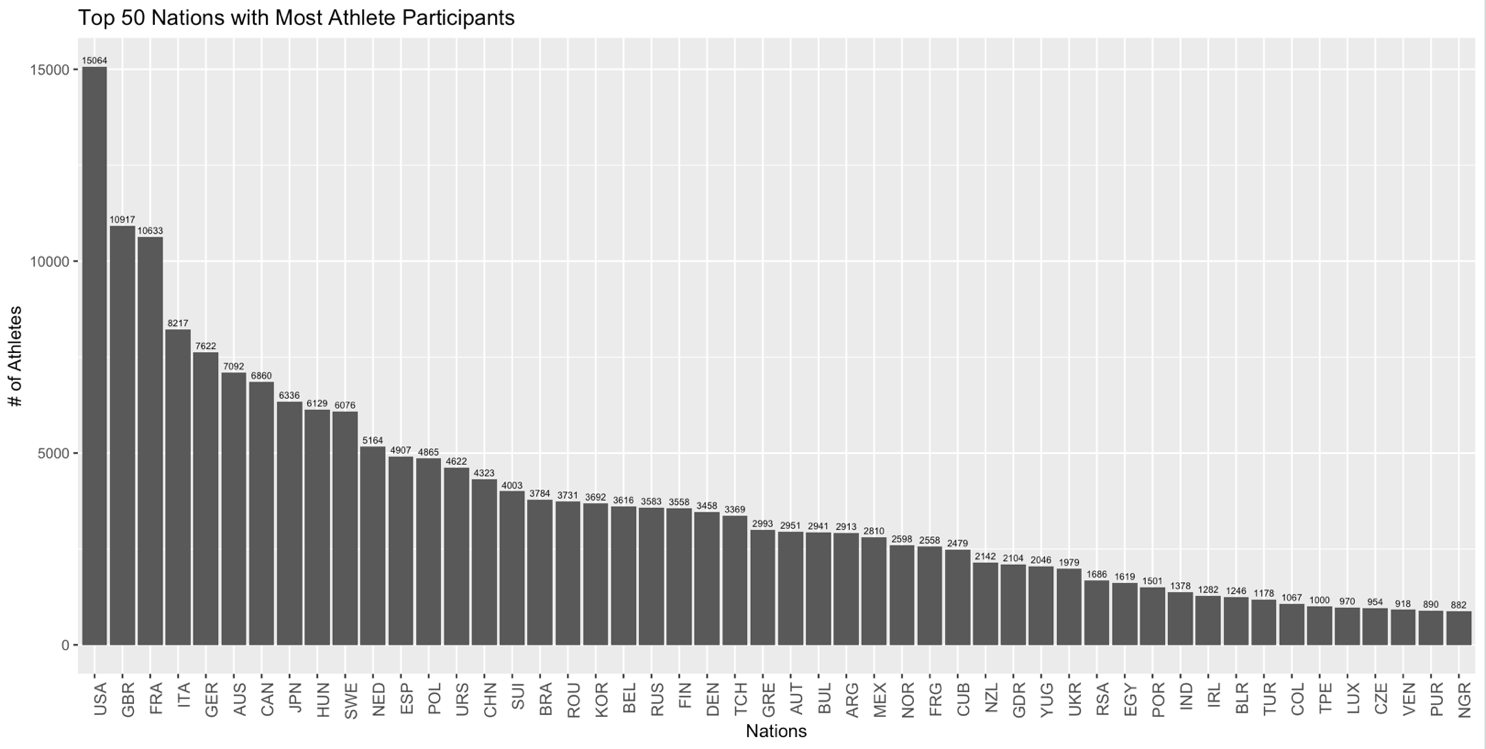 Top 50 Nations with Most Athlete Participants
# of Athletes
15000
10000
5000
0
15064
10917
10633
8217
7622
7092
6860
6336
6129
6076
5164
4907
4865
4622
4323
4003
3784
3731
3692
3616
3583
3558
3458
3369
2993
2951
2941
2913
2810
2598
2558
2479
2142
2104
2046
1979
1686
1619
1501
1378
1282
1246
1178
1067
1000
970
954
918
890
882
USA
GBR
FRA
ITA
GER
AUS
CAN
JPN
HUN
SWE
NED
ESP
POL
URS
CHN
SUI
BRA
ROU
KOR
BEL
RUS
FIN
DEN
TCH
GRE
AUT
BUL
ARG
MEX
NOR
FRG
CUB
NZL
GDR
YUG
UKR
RSA
EGY
POR
IND
IRL
BLR
TUR
COL
TPE
LUX
CZE
VEN
PUR
NGR
Nations